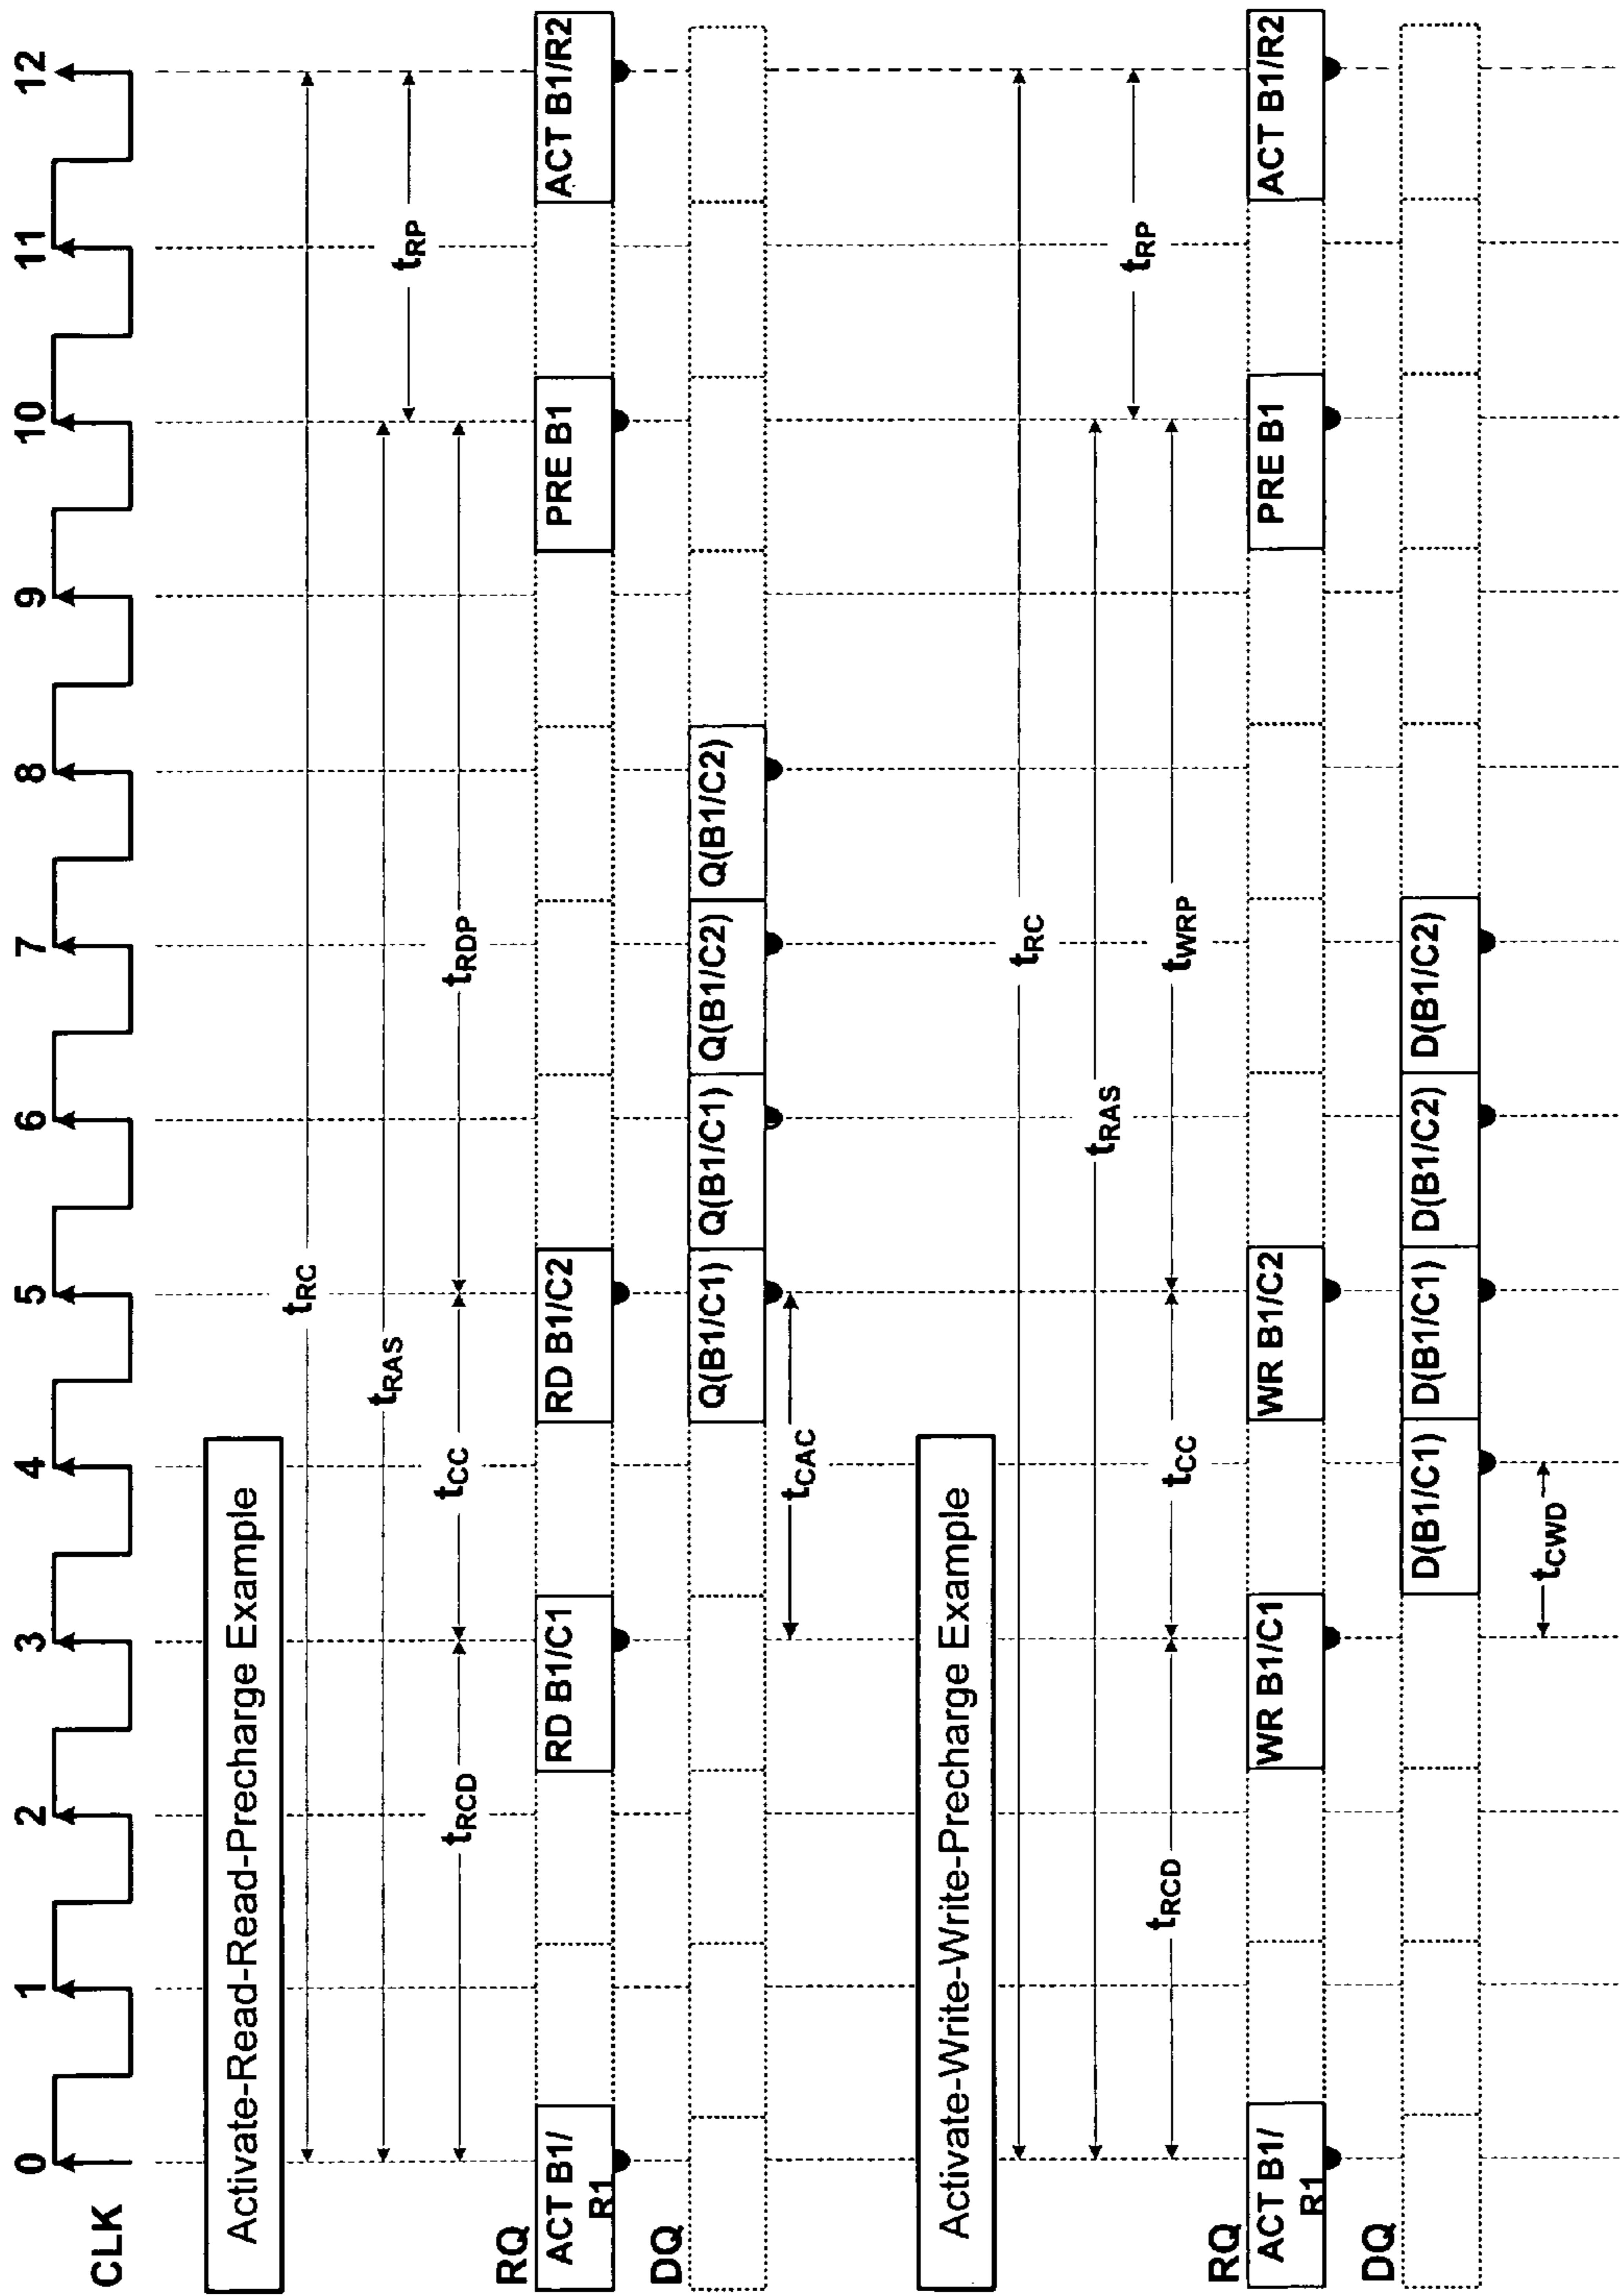 CLK
0 1 2 3 4 5 6 7 8 9 10 11 12
Activate-Read-Read-Precharge Example
tRC
tRAS
tRP
tRCD tCC tRDP
RQ
ACT B1/
R1
RD B1/C1
RD B1/C2
PRE B1
ACT B1/R2
DQ
Q(B1/C1) Q(B1/C1) Q(B1/C2) Q(B1/C2)
tCAC
Activate-Write-Write-Precharge Example
tRC
tRAS
tRP
tRCD tCC tWRP
RQ
ACT B1/
R1
WR B1/C1
WR B1/C2
PRE B1
ACT B1/R2
DQ
D(B1/C1) D(B1/C1) D(B1/C2) D(B1/C2)
tCWD